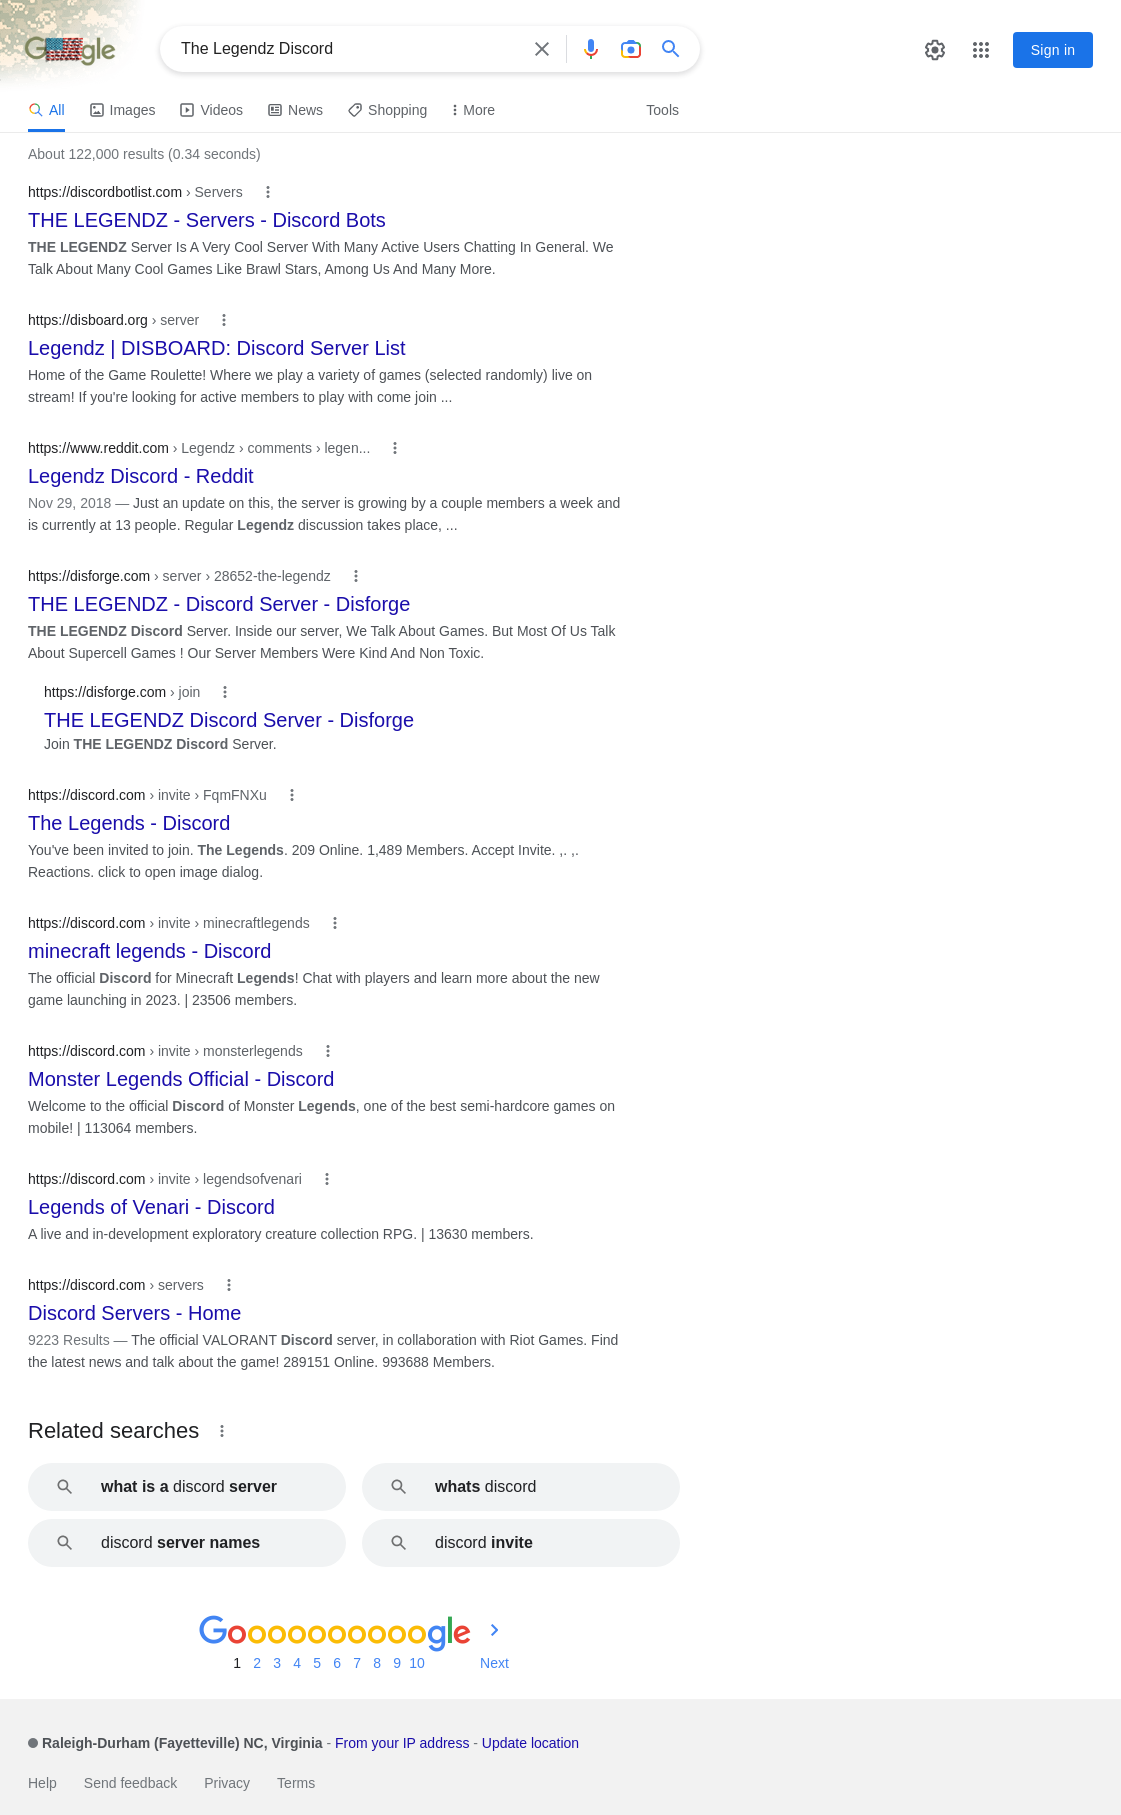 Google
The Legendz Discord
Sign in
All Images Videos News Shopping More Tools
About 122,000 results (0.34 seconds)
https://discordbotlist.com › Servers
THE LEGENDZ - Servers - Discord Bots
THE LEGENDZ Server Is A Very Cool Server With Many Active Users Chatting In General. We
Talk About Many Cool Games Like Brawl Stars, Among Us And Many More.
https://disboard.org › server
Legendz | DISBOARD: Discord Server List
Home of the Game Roulette! Where we play a variety of games (selected randomly) live on
stream! If you're looking for active members to play with come join ...
https://www.reddit.com › Legendz › comments › legen...
Legendz Discord - Reddit
Nov 29, 2018 — Just an update on this, the server is growing by a couple members a week and
is currently at 13 people. Regular Legendz discussion takes place, ...
https://disforge.com › server › 28652-the-legendz
THE LEGENDZ - Discord Server - Disforge
THE LEGENDZ Discord Server. Inside our server, We Talk About Games. But Most Of Us Talk
About Supercell Games ! Our Server Members Were Kind And Non Toxic.
https://disforge.com › join
THE LEGENDZ Discord Server - Disforge
Join THE LEGENDZ Discord Server.
https://discord.com › invite › FqmFNXu
The Legends - Discord
You've been invited to join. The Legends. 209 Online. 1,489 Members. Accept Invite. ,. ,.
Reactions. click to open image dialog.
https://discord.com › invite › minecraftlegends
minecraft legends - Discord
The official Discord for Minecraft Legends! Chat with players and learn more about the new
game launching in 2023. | 23506 members.
https://discord.com › invite › monsterlegends
Monster Legends Official - Discord
Welcome to the official Discord of Monster Legends, one of the best semi-hardcore games on
mobile! | 113064 members.
https://discord.com › invite › legendsofvenari
Legends of Venari - Discord
A live and in-development exploratory creature collection RPG. | 13630 members.
https://discord.com › servers
Discord Servers - Home
9223 Results — The official VALORANT Discord server, in collaboration with Riot Games. Find
the latest news and talk about the game! 289151 Online. 993688 Members.
Related searches
what is a discord server
whats discord
discord server names
discord invite
Goooooooooogle
1 2 3 4 5 6 7 8 9 10 Next
Raleigh-Durham (Fayetteville) NC, Virginia - From your IP address - Update location
Help Send feedback Privacy Terms